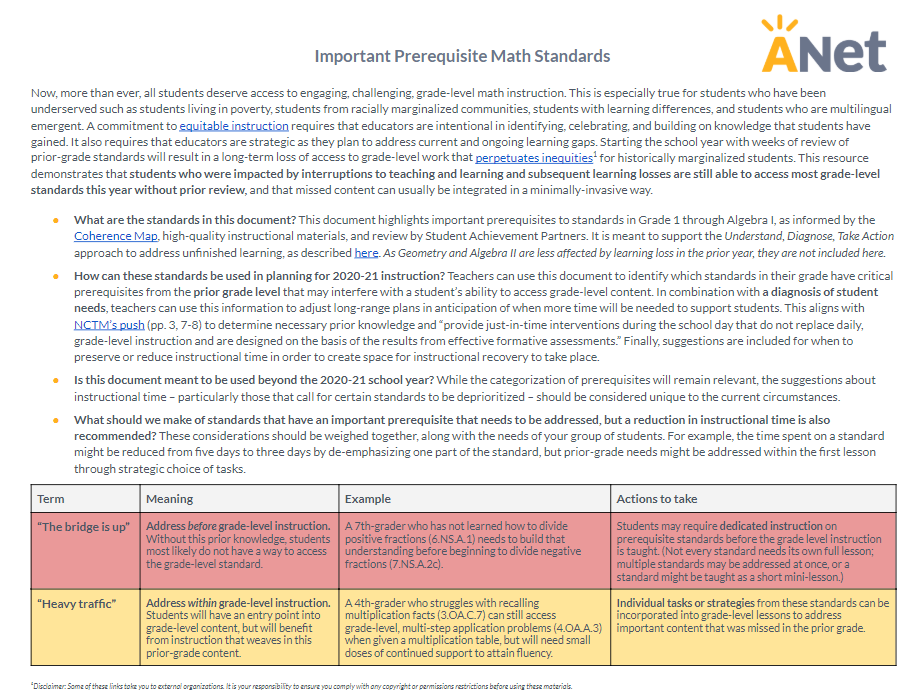 ANet
Important Prerequisite Math Standards
Now, more than ever, all students deserve access to engaging, challenging, grade-level math instruction. This is especially true for students who have been
underserved such as students living in poverty, students from racially marginalized communities, students with learning differences, and students who are multilingual
emergent. A commitment to equitable instruction requires that educators are intentional in identifying, celebrating, and building on knowledge that students have
gained. It also requires that educators are strategic as they plan to address current and ongoing learning gaps. Starting the school year with weeks of review of
prior-grade standards will result in a long-term loss of access to grade-level work that perpetuates inequities¹ for historically marginalized students. This resource
demonstrates that students who were impacted by interruptions to teaching and learning and subsequent learning losses are still able to access most grade-level
standards this year without prior review, and that missed content can usually be integrated in a minimally-invasive way.
● What are the standards in this document? This document highlights important prerequisites to standards in Grade 1 through Algebra I, as informed by the
Coherence Map, high-quality instructional materials, and review by Student Achievement Partners. It is meant to support the Understand, Diagnose, Take Action
approach to address unfinished learning, as described here. As Geometry and Algebra II are less affected by learning loss in the prior year, they are not included here.
● How can these standards be used in planning for 2020-21 instruction? Teachers can use this document to identify which standards in their grade have critical
prerequisites from the prior grade level that may interfere with a student's ability to access grade-level content. In combination with a diagnosis of student
needs, teachers can use this information to adjust long-range plans in anticipation of when more time will be needed to support students. This aligns with
NCTM's push (pp. 3, 7-8) to determine necessary prior knowledge and "provide just-in-time interventions during the school day that do not replace daily,
grade-level instruction and are designed on the basis of the results from effective formative assessments." Finally, suggestions are included for when to
preserve or reduce instructional time in order to create space for instructional recovery to take place.
● Is this document meant to be used beyond the 2020-21 school year? While the categorization of prerequisites will remain relevant, the suggestions about
instructional time – particularly those that call for certain standards to be deprioritized – should be considered unique to the current circumstances.
● What should we make of standards that have an important prerequisite that needs to be addressed, but a reduction in instructional time is also
recommended? These considerations should be weighed together, along with the needs of your group of students. For example, the time spent on a standard
might be reduced from five days to three days by de-emphasizing one part of the standard, but prior-grade needs might be addressed within the first lesson
through strategic choice of tasks.
Term
Meaning
Example
Actions to take
"The bridge is up"
Address before grade-level instruction.
Without this prior knowledge, students
most likely do not have a way to access
the grade-level standard.
A 7th-grader who has not learned how to divide
positive fractions (6.NS.A.1) needs to build that
understanding before beginning to divide negative
fractions (7.NS.A.2c).
Students may require dedicated instruction on
prerequisite standards before the grade level instruction
is taught. (Not every standard needs its own full lesson;
multiple standards may be addressed at once, or a
standard might be taught as a short mini-lesson.)
"Heavy traffic"
Address within grade-level instruction.
Students will have an entry point into
grade-level content, but will benefit
from instruction that weaves in this
prior-grade content.
A 4th-grader who struggles with recalling
multiplication facts (3.OA.C.7) can still access
grade-level, multi-step application problems (4.OA.A.3)
when given a multiplication table, but will need small
doses of continued support to attain fluency.
Individual tasks or strategies from these standards can be
incorporated into grade-level lessons to address
important content that was missed in the prior grade.
¹Disclaimer: Some of these links take you to external organizations. It is your responsibility to ensure you comply with any copyright or permissions restrictions before using these materials.